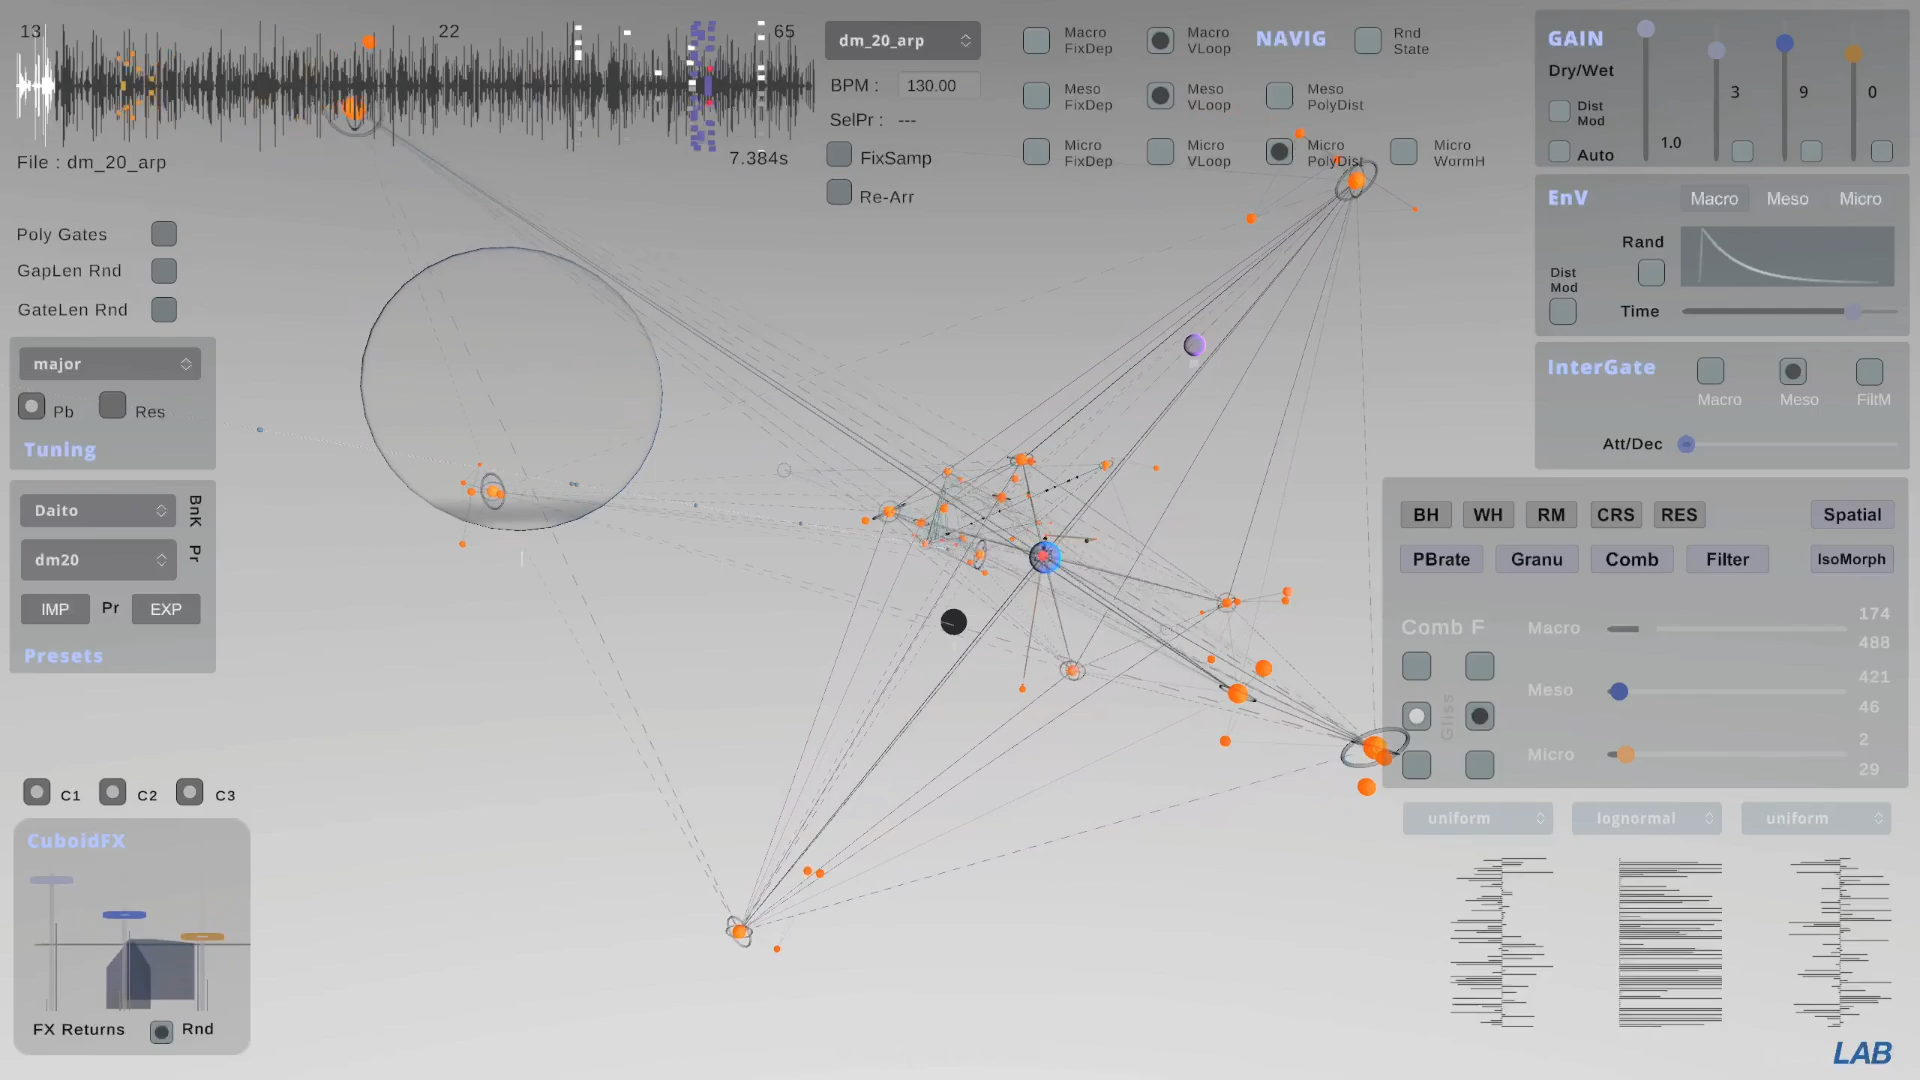 13
22
65
7.384s
File : dm_20_arp
dm_20_arp
BPM :
130.00
SelPr :
---
FixSamp
Re-Arr
Macro
FixDep
Macro
VLoop
NAVIG
Rnd
State
Meso
FixDep
Meso
VLoop
Meso
PolyDist
Micro
FixDep
Micro
VLoop
Micro
PolyDist
Micro
WormH
GAIN
Dry/Wet
Dist
Mod
Auto
1.0
3
9
0
EnV
Macro
Meso
Micro
Rand
Dist
Mod
Time
InterGate
Macro
Meso
FiltM
Att/Dec
Poly Gates
GapLen Rnd
GateLen Rnd
major
Pb
Res
Tuning
Daito
BnK
dm20
Pr
IMP
Pr
EXP
Presets
BH
WH
RM
CRS
RES
Spatial
PBrate
Granu
Comb
Filter
IsoMorph
Comb F
Gliss
Macro
174
488
Meso
421
46
Micro
2
29
uniform
lognormal
uniform
C1
C2
C3
CuboidFX
FX Returns
Rnd
LAB